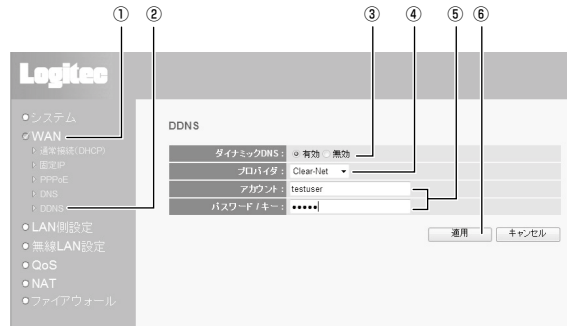 ① ② ③ ④ ⑤ ⑥
Logitec
システム
WAN
通常接続(DHCP)
固定IP
PPPoE
DNS
DDNS
LAN側設定
無線LAN設定
QoS
NAT
ファイアウォール
DDNS
ダイナミックDNS : 有効 無効
プロバイダ : Clear-Net
アカウント : testuser
パスワード / キー : •••••
適用 キャンセル